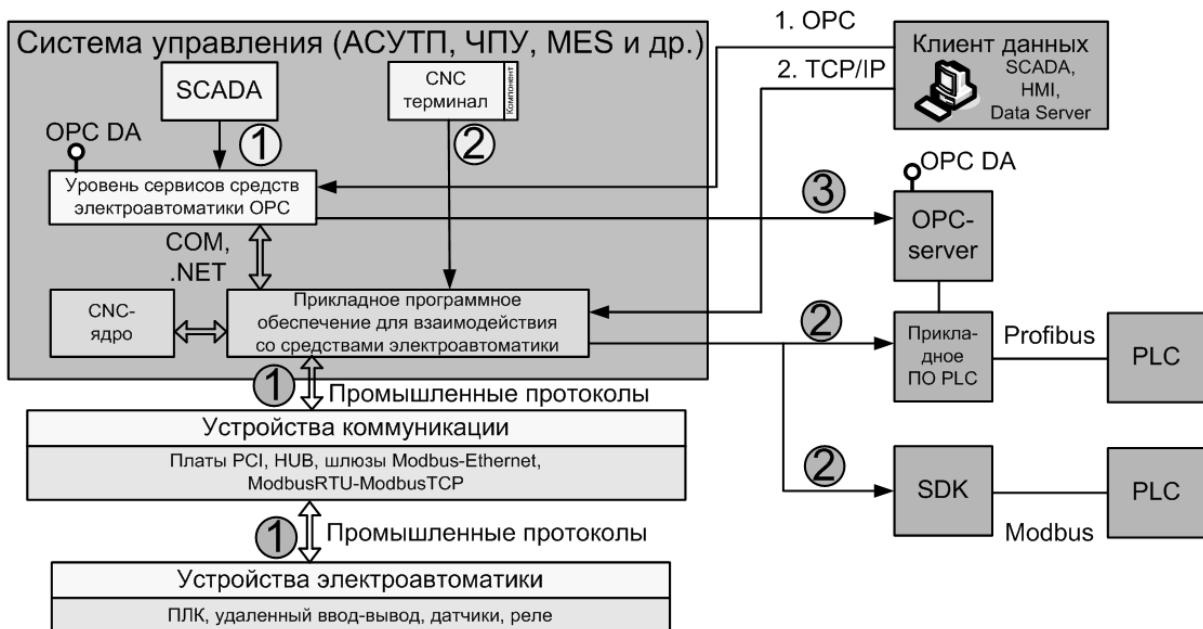 Система управления (АСУТП, ЧПУ, MES и др.)
SCADA
CNC
терминал
Компонент
OPC DA
1
2
Уровень сервисов средств
электроавтоматики OPC
COM,
.NET
CNC-
ядро
Прикладное программное
обеспечение для взаимодействия
со средствами электроавтоматики
1. OPC
2. TCP/IP
Клиент данных
SCADA,
HMI,
Data Server
3
OPC DA
OPC-
server
2
Прикла-
дное
ПО PLC
Profibus
PLC
2
SDK
Modbus
PLC
1
Промышленные протоколы
Устройства коммуникации
Платы PCI, HUB, шлюзы Modbus-Ethernet,
ModbusRTU-ModbusTCP
1
Промышленные протоколы
Устройства электроавтоматики
ПЛК, удаленный ввод-вывод, датчики, реле